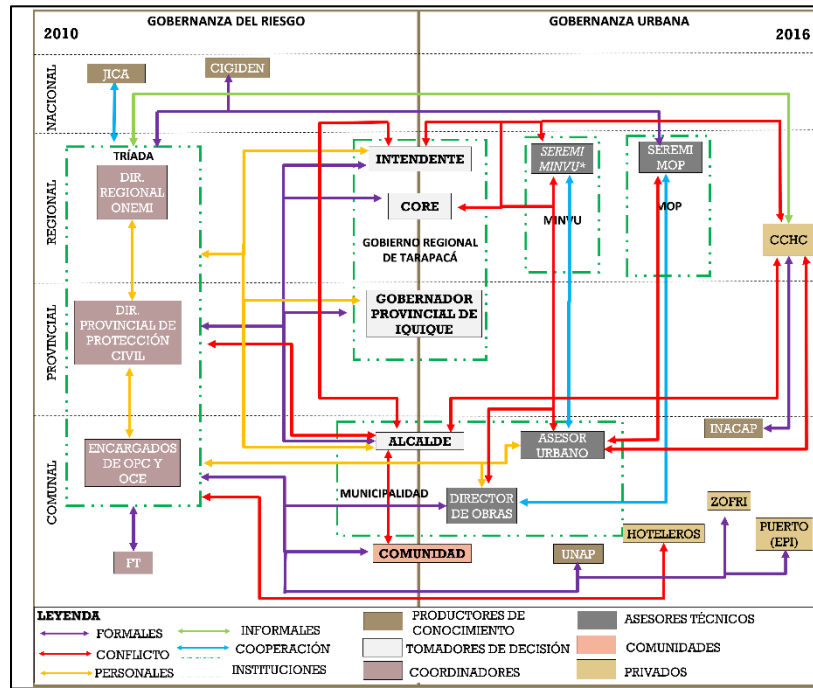 GOBERNANZA DEL RIESGO
GOBERNANZA URBANA
2010
2016
NACIONAL
JICA
CIGIDEN
REGIONAL
TRÍADA
DIR.
REGIONAL
ONEMI
INTENDENTE
CORE
GOBIERNO REGIONAL
DE TARAPACÁ
SEREMI
MINVU*
MINVU
SEREMI
MOP
MOP
CCHC
PROVINCIAL
DIR.
PROVINCIAL DE
PROTECCIÓN
CIVIL
GOBERNADOR
PROVINCIAL DE
IQUIQUE
COMUNAL
ENCARGADOS
DE OPC Y
OCE
ALCALDE
ASESOR
URBANO
INACAP
MUNICIPALIDAD
DIRECTOR
DE OBRAS
ZOFRI
HOTELEROS
PUERTO
(EPI)
FT
COMUNIDAD
UNAP
LEYENDA
FORMALES
CONFLICTO
PERSONALES
INFORMALES
COOPERACIÓN
INSTITUCIONES
PRODUCTORES DE
CONOCIMIENTO
TOMADORES DE DECISIÓN
COORDINADORES
ASESORES TÉCNICOS
COMUNIDADES
PRIVADOS